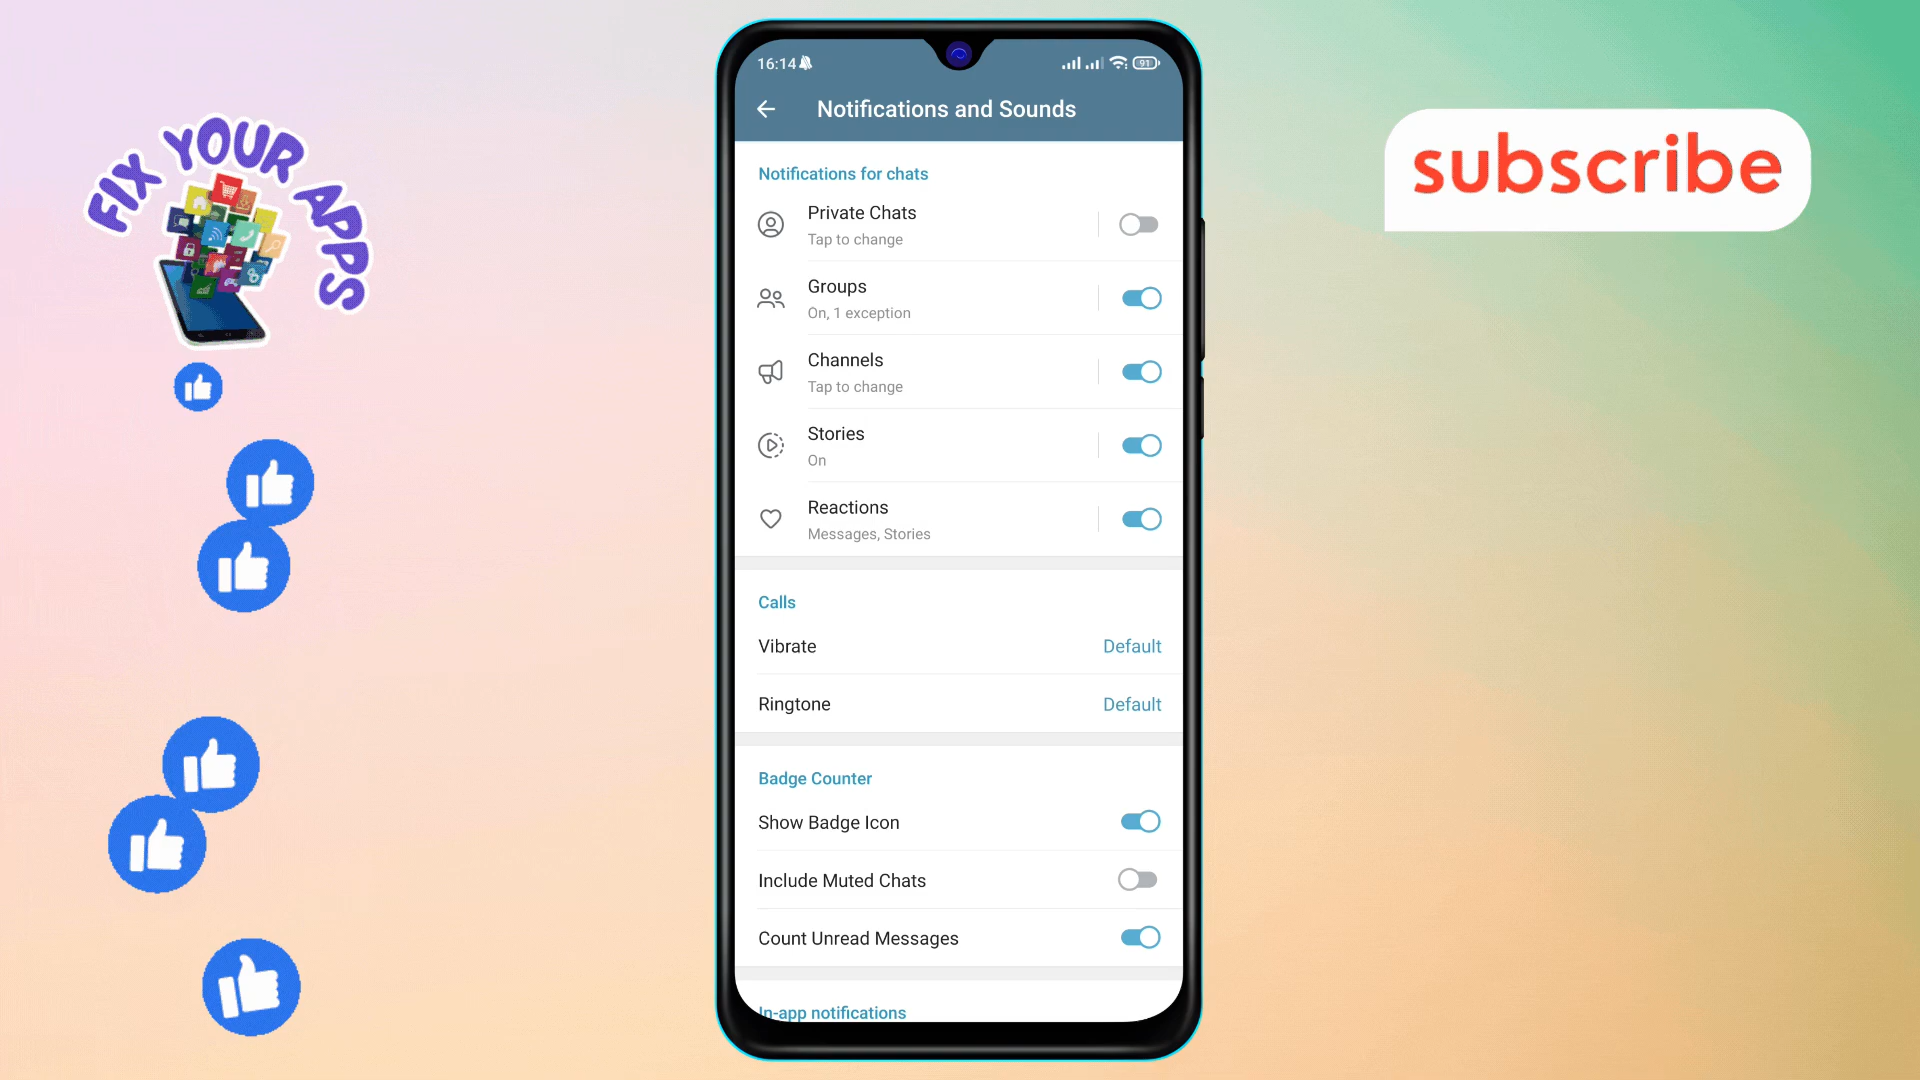 FIX YOUR APPS
16:14
91
Notifications and Sounds
subscribe
Notifications for chats
Private Chats
Tap to change
Groups
On, 1 exception
Channels
Tap to change
Stories
On
Reactions
Messages, Stories
Calls
Vibrate Default
Ringtone Default
Badge Counter
Show Badge Icon
Include Muted Chats
Count Unread Messages
In-app notifications